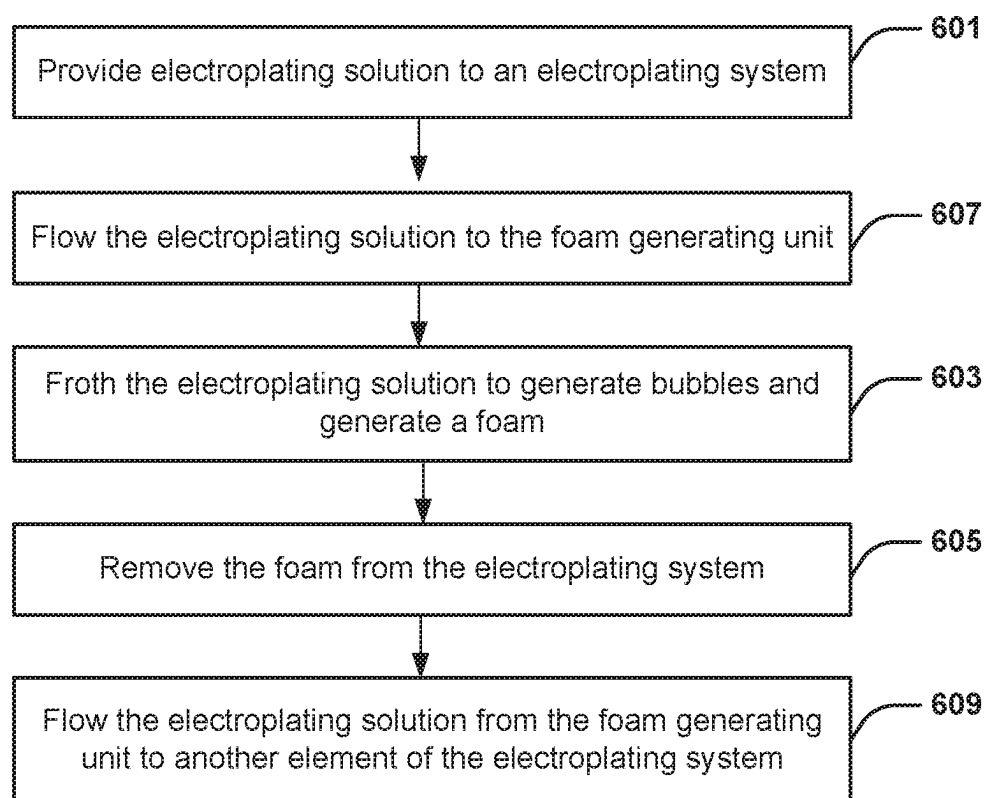 601
Provide electroplating solution to an electroplating system
607
Flow the electroplating solution to the foam generating unit
603
Froth the electroplating solution to generate bubbles and
generate a foam
605
Remove the foam from the electroplating system
609
Flow the electroplating solution from the foam generating
unit to another element of the electroplating system